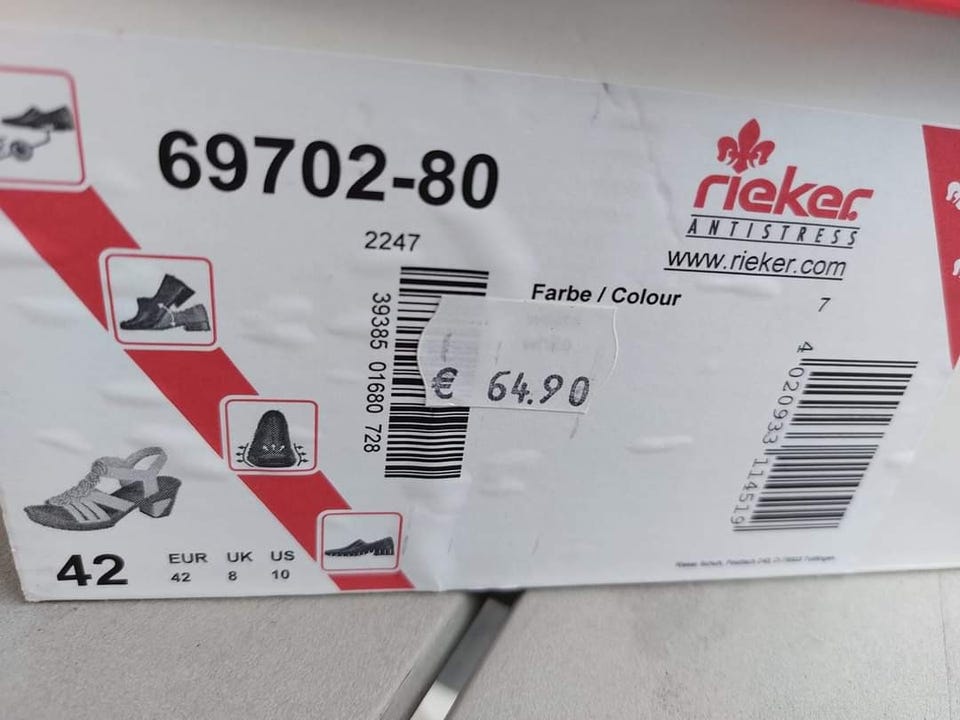 69702-80
2247
39385 01680 728
rieker
ANTISTRESS
www.rieker.com
Farbe / Colour
7
€ 64.90
4 020933 114519
42
EUR UK US
42 8 10